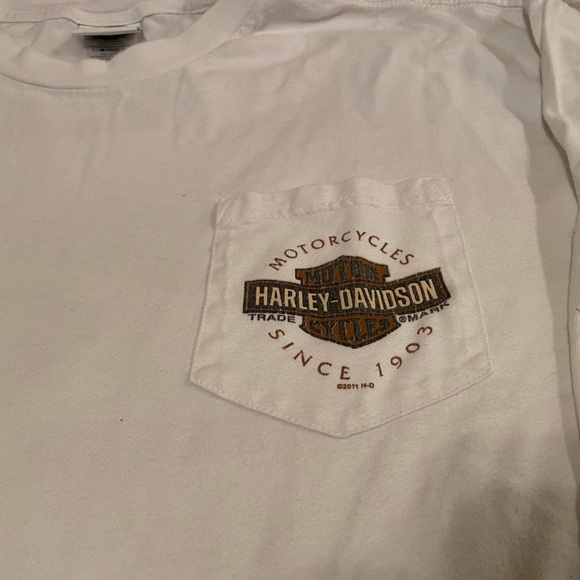 MOTORCYCLES
MOTOR
HARLEY-DAVIDSON
TRADE ®MARK
CYCLES
SINCE 1903
©2011 H-D